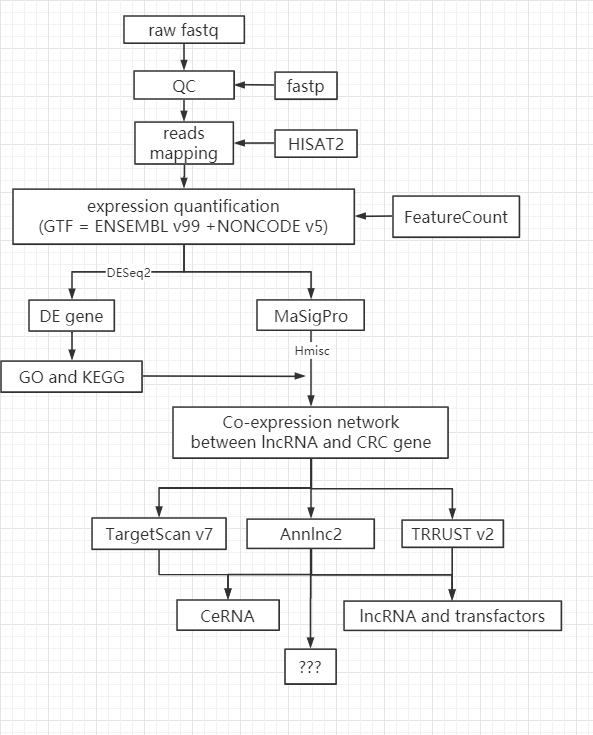 raw fastq
QC
fastp
reads
mapping
HISAT2
expression quantification
(GTF = ENSEMBL v99 +NONCODE v5)
FeatureCount
DESeq2
DE gene
MaSigPro
Hmisc
GO and KEGG
Co-expression network
between lncRNA and CRC gene
TargetScan v7
Annlnc2
TRRUST v2
CeRNA
lncRNA and transfactors
???